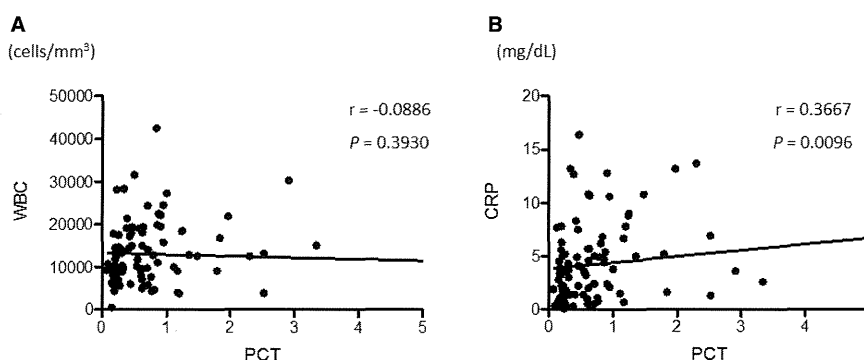 A
(cells/mm³)
WBC
50000
40000
30000
20000
10000
0
r = -0.0886
P = 0.3930
0 1 2 3 4 5
PCT
B
(mg/dL)
CRP
20
15
10
5
0
r = 0.3667
P = 0.0096
0 1 2 3 4
PCT